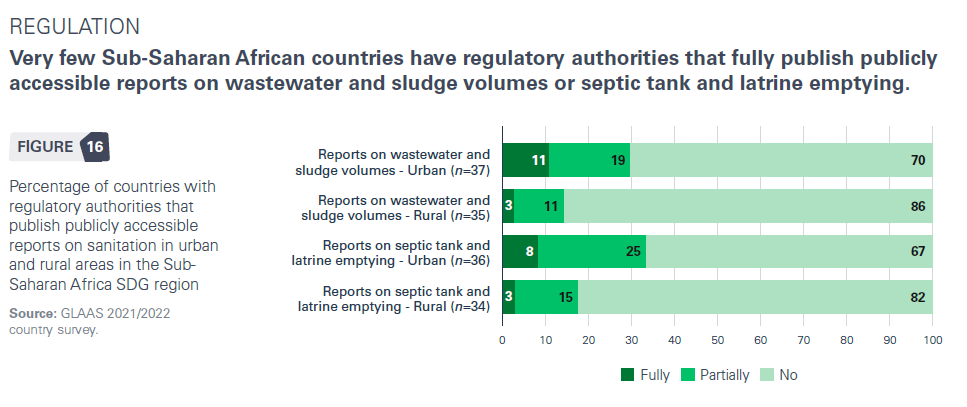 REGULATION
Very few Sub-Saharan African countries have regulatory authorities that fully publish publicly
accessible reports on wastewater and sludge volumes or septic tank and latrine emptying.
FIGURE 16
Percentage of countries with
regulatory authorities that
publish publicly accessible
reports on sanitation in urban
and rural areas in the Sub-
Saharan Africa SDG region
Source: GLAAS 2021/2022
country survey.
Reports on wastewater and
sludge volumes - Urban (n=37)
11 19 70
Reports on wastewater and
sludge volumes - Rural (n=35)
3 11 86
Reports on septic tank and
latrine emptying - Urban (n=36)
8 25 67
Reports on septic tank and
latrine emptying - Rural (n=34)
3 15 82
0 10 20 30 40 50 60 70 80 90 100
Fully Partially No